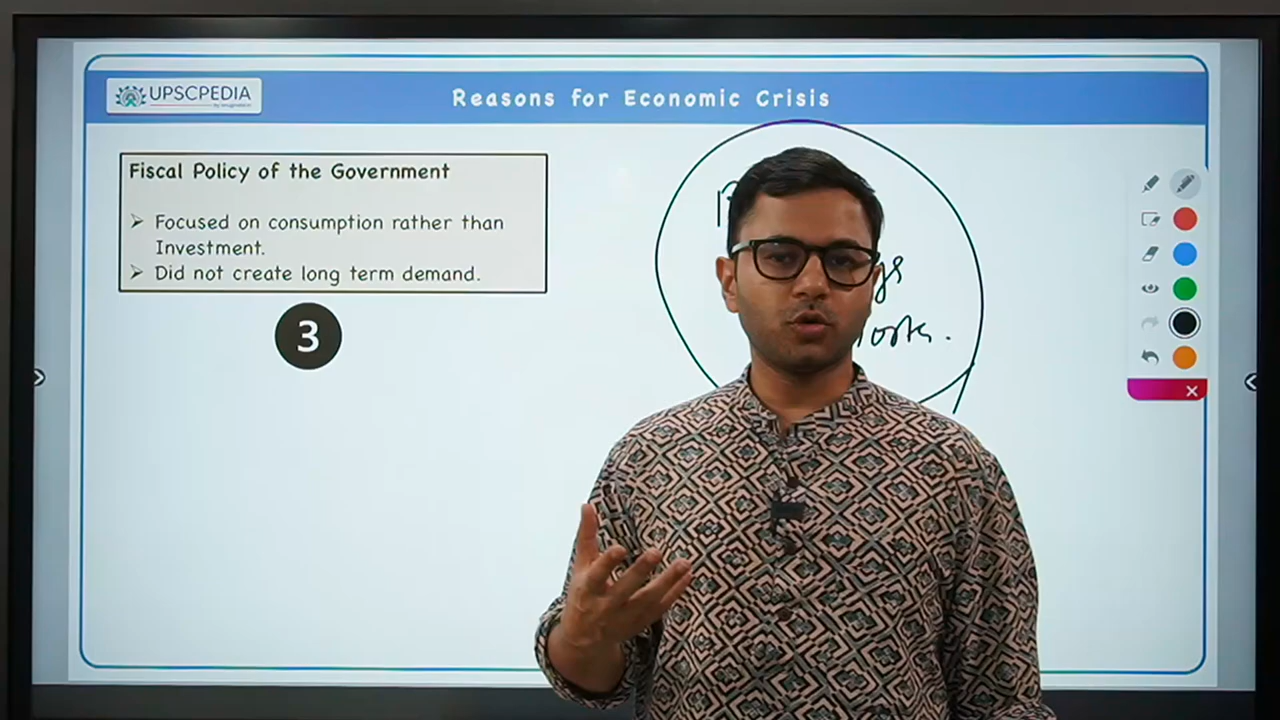 UPSCPEDIA
Reasons for Economic Crisis
Fiscal Policy of the Government
➤ Focused on consumption rather than
Investment.
➤ Did not create long term demand.
3